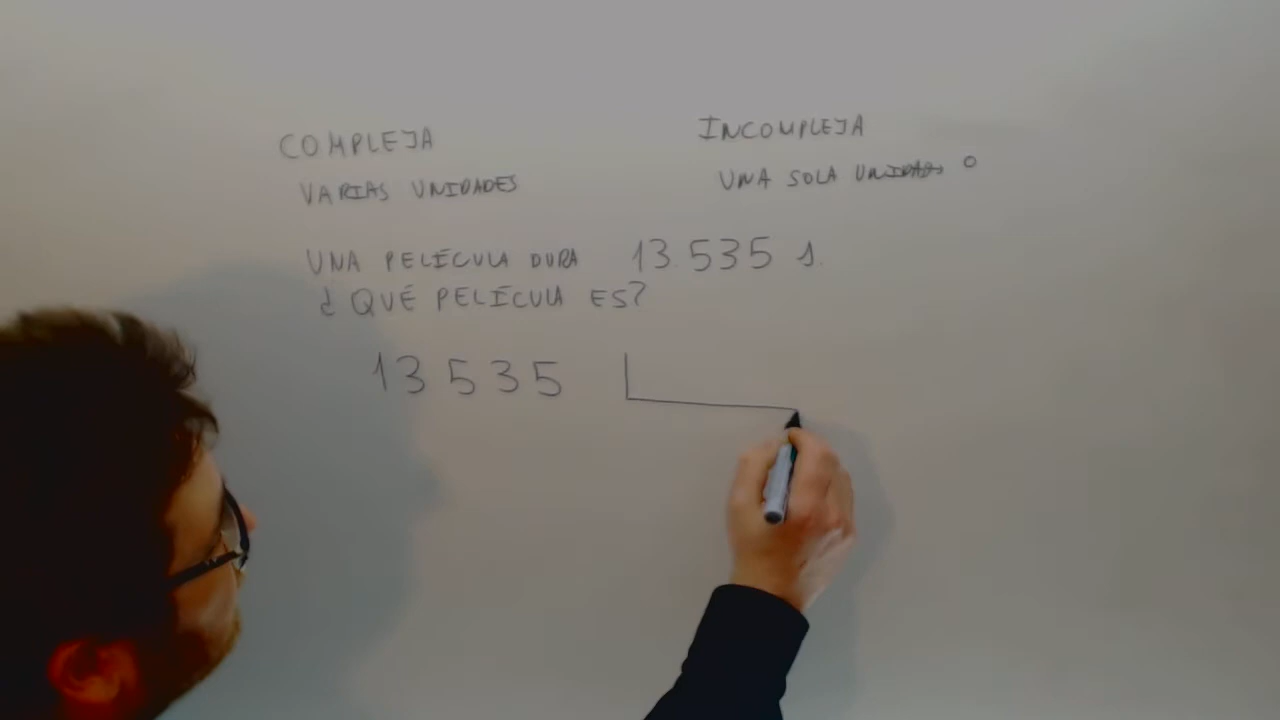 COMPLEJA
INCOMPLEJA
VARIAS UNIDADES
UNA SOLA UNIDAD
UNA PELÍCULA DURA 13.535 s.
¿QUÉ PELÍCULA ES?
13535